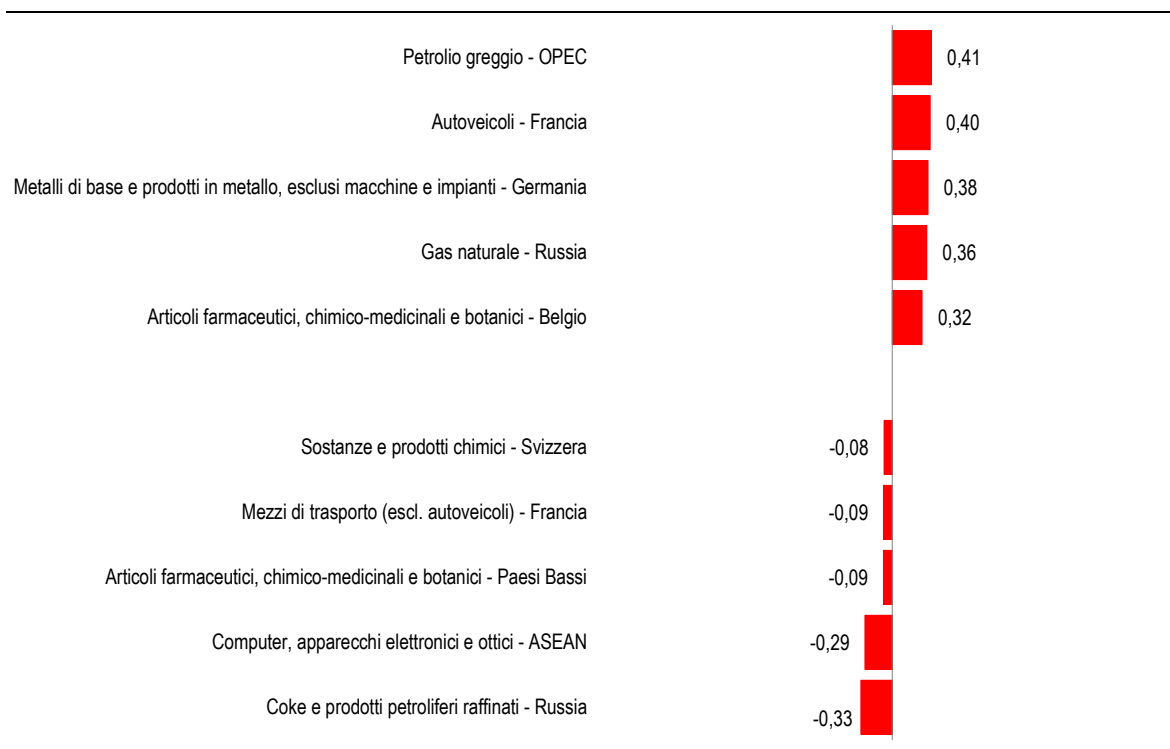 Petrolio greggio - OPEC 0,41
Autoveicoli - Francia 0,40
Metalli di base e prodotti in metallo, esclusi macchine e impianti - Germania 0,38
Gas naturale - Russia 0,36
Articoli farmaceutici, chimico-medicinali e botanici - Belgio 0,32
Sostanze e prodotti chimici - Svizzera -0,08
Mezzi di trasporto (escl. autoveicoli) - Francia -0,09
Articoli farmaceutici, chimico-medicinali e botanici - Paesi Bassi -0,09
Computer, apparecchi elettronici e ottici - ASEAN -0,29
Coke e prodotti petroliferi raffinati - Russia -0,33